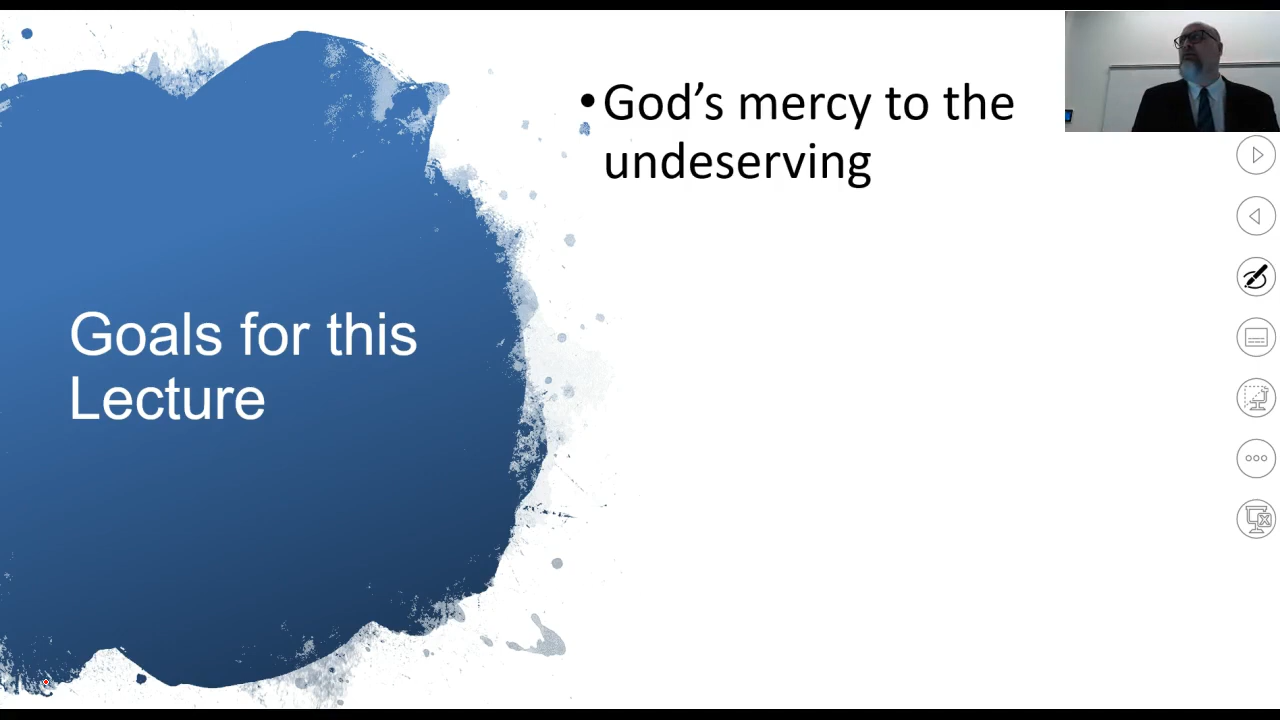 Goals for this
Lecture
•God’s mercy to the
undeserving